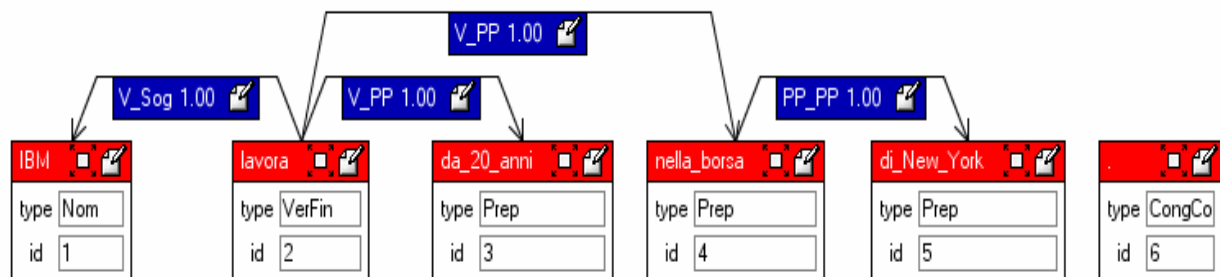 V_PP 1.00
V_Sog 1.00 V_PP 1.00 PP_PP 1.00
IBM lavora da_20_anni nella_borsa di_New_York .
type Nom type VerFin type Prep type Prep type Prep type CongCo
id 1 id 2 id 3 id 4 id 5 id 6